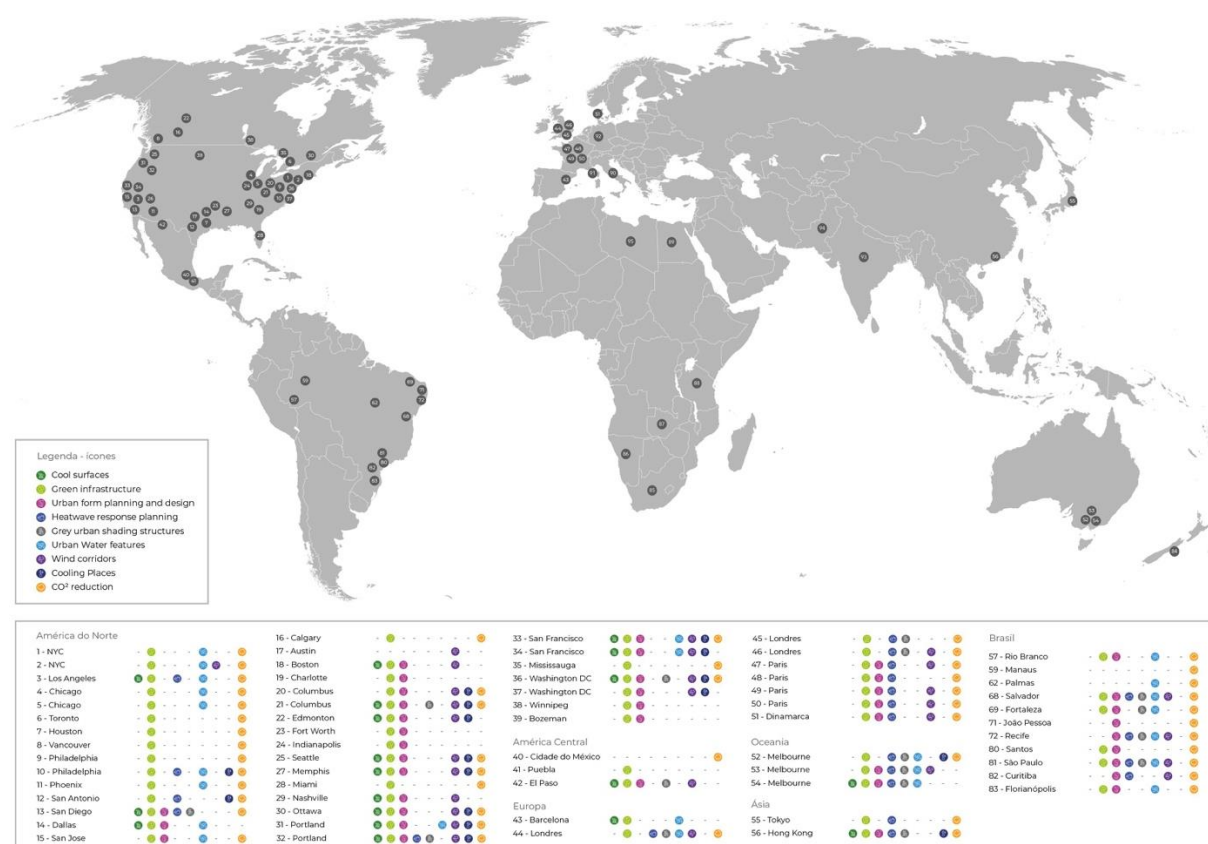 Legenda - ícones
Cool surfaces
Green infrastructure
Urban form planning and design
Heatwave response planning
Grey urban shading structures
Urban Water features
Wind corridors
Cooling Places
CO² reduction
América do Norte
1 - NYC
2 - NYC
3 - Los Angeles
4 - Chicago
5 - Chicago
6 - Toronto
7 - Houston
8 - Vancouver
9 - Philadelphia
10 - Philadelphia
11 - Phoenix
12 - San Antonio
13 - San Diego
14 - Dallas
15 - San Jose
16 - Calgary
17 - Austin
18 - Boston
19 - Charlotte
20 - Columbus
21 - Columbus
22 - Edmonton
23 - Fort Worth
24 - Indianapolis
25 - Seattle
27 - Memphis
28 - Miami
29 - Nashville
30 - Ottawa
31 - Portland
32 - Portland
33 - San Francisco
34 - San Francisco
35 - Mississauga
36 - Washington DC
37 - Washington DC
38 - Winnipeg
39 - Bozeman
América Central
40 - Cidade do México
41 - Puebla
42 - El Paso
Europa
43 - Barcelona
44 - Londres
45 - Londres
46 - Londres
47 - Paris
48 - Paris
49 - Paris
50 - Paris
51 - Dinamarca
Oceania
52 - Melbourne
53 - Melbourne
54 - Melbourne
Ásia
55 - Tokyo
56 - Hong Kong
Brasil
57 - Rio Branco
59 - Manaus
62 - Palmas
68 - Salvador
69 - Fortaleza
71 - João Pessoa
72 - Recife
80 - Santos
81 - São Paulo
82 - Curitiba
83 - Florianópolis